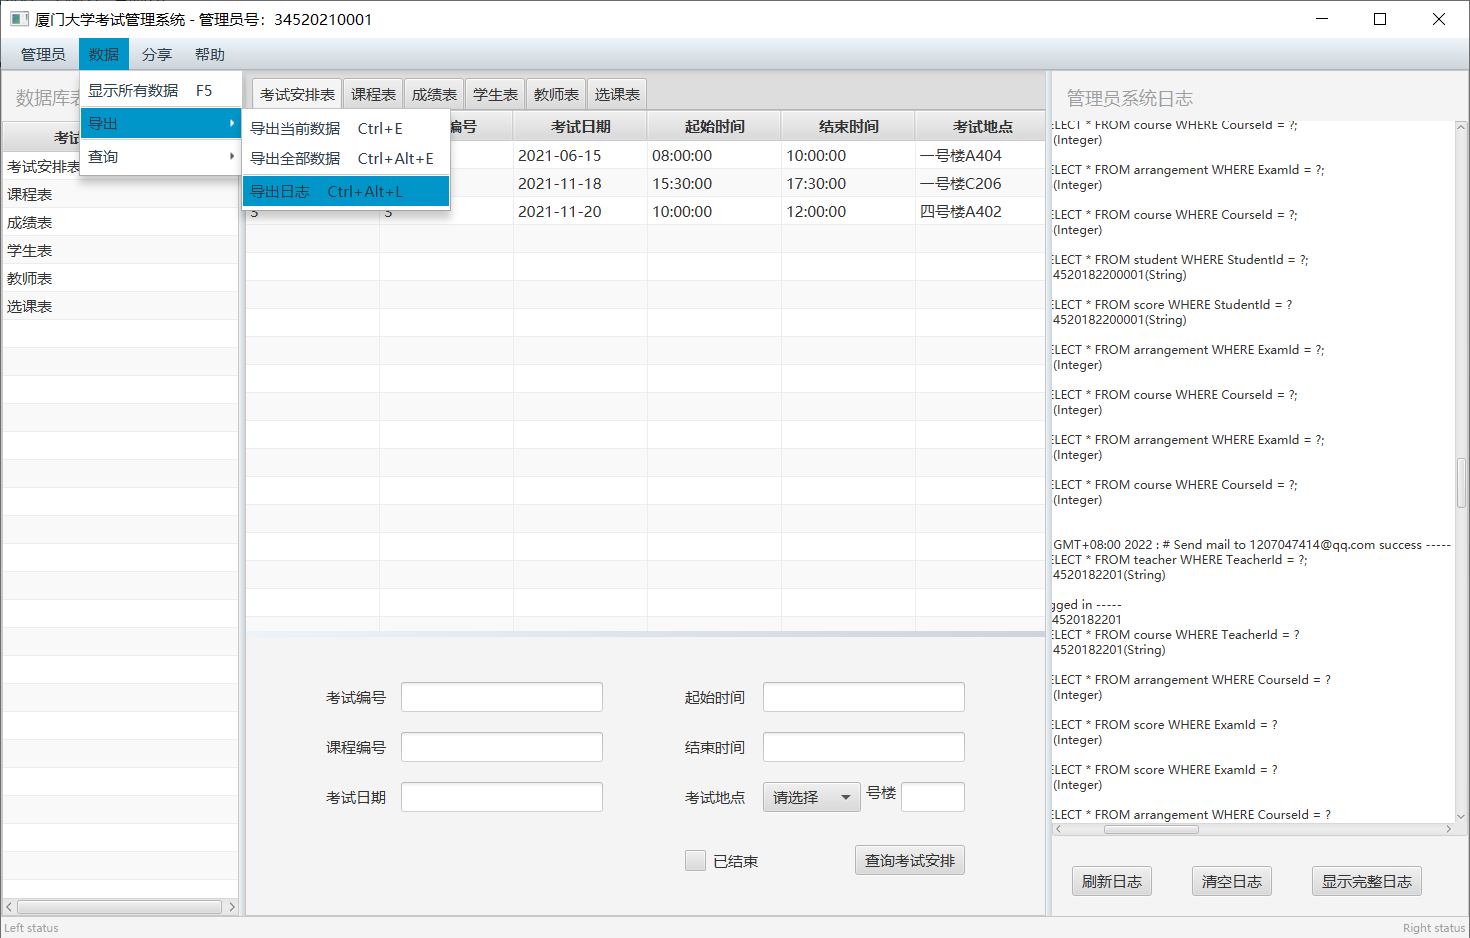 厦门大学考试管理系统 - 管理员号：34520210001
管理员 数据 分享 帮助
数据库表
考试
考试安排表
课程表
成绩表
学生表
教师表
选课表
显示所有数据 F5
导出
查询
导出当前数据 Ctrl+E
导出全部数据 Ctrl+Alt+E
导出日志 Ctrl+Alt+L
考试安排表 课程表 成绩表 学生表 教师表 选课表
编号 考试日期 起始时间 结束时间 考试地点
2021-06-15 08:00:00 10:00:00 一号楼A404
2021-11-18 15:30:00 17:30:00 一号楼C206
3 3 2021-11-20 10:00:00 12:00:00 四号楼A402
考试编号 起始时间
课程编号 结束时间
考试日期 考试地点 请选择 号楼
已结束 查询考试安排
管理员系统日志
ELECT * FROM course WHERE CourseId = ?;
(Integer)
ELECT * FROM arrangement WHERE ExamId = ?;
(Integer)
ELECT * FROM course WHERE CourseId = ?;
(Integer)
ELECT * FROM student WHERE StudentId = ?;
4520182200001(String)
ELECT * FROM score WHERE StudentId = ?
4520182200001(String)
ELECT * FROM arrangement WHERE ExamId = ?;
(Integer)
ELECT * FROM course WHERE CourseId = ?;
(Integer)
ELECT * FROM arrangement WHERE ExamId = ?;
(Integer)
ELECT * FROM course WHERE CourseId = ?;
(Integer)
GMT+08:00 2022 : # Send mail to 1207047414@qq.com success -----
ELECT * FROM teacher WHERE TeacherId = ?;
4520182201(String)
gged in -----
4520182201
ELECT * FROM course WHERE TeacherId = ?
4520182201(String)
ELECT * FROM arrangement WHERE CourseId = ?
(Integer)
ELECT * FROM score WHERE ExamId = ?
(Integer)
ELECT * FROM score WHERE ExamId = ?
(Integer)
ELECT * FROM arrangement WHERE CourseId = ?
刷新日志 清空日志 显示完整日志
Left status Right status